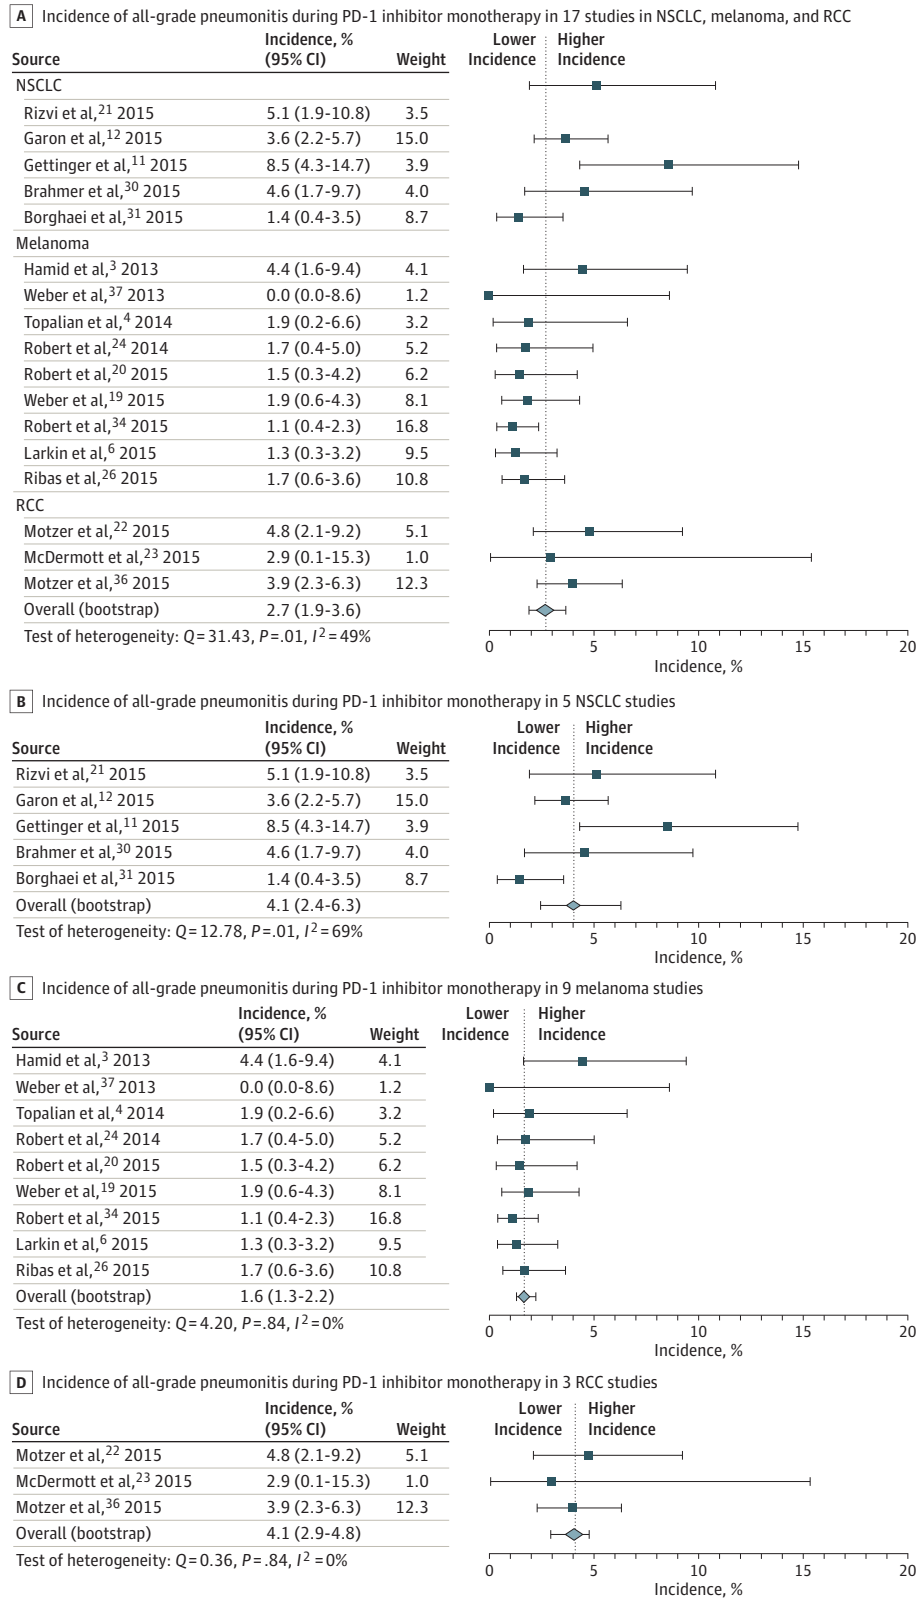 A Incidence of all-grade pneumonitis during PD-1 inhibitor monotherapy in 17 studies in NSCLC, melanoma, and RCC
Incidence, % Lower Higher
Source (95% CI) Weight Incidence Incidence
NSCLC
Rizvi et al,21 2015 5.1 (1.9-10.8) 3.5
Garon et al,12 2015 3.6 (2.2-5.7) 15.0
Gettinger et al,11 2015 8.5 (4.3-14.7) 3.9
Brahmer et al,30 2015 4.6 (1.7-9.7) 4.0
Borghaei et al,31 2015 1.4 (0.4-3.5) 8.7
Melanoma
Hamid et al,3 2013 4.4 (1.6-9.4) 4.1
Weber et al,37 2013 0.0 (0.0-8.6) 1.2
Topalian et al,4 2014 1.9 (0.2-6.6) 3.2
Robert et al,24 2014 1.7 (0.4-5.0) 5.2
Robert et al,20 2015 1.5 (0.3-4.2) 6.2
Weber et al,19 2015 1.9 (0.6-4.3) 8.1
Robert et al,34 2015 1.1 (0.4-2.3) 16.8
Larkin et al,6 2015 1.3 (0.3-3.2) 9.5
Ribas et al,26 2015 1.7 (0.6-3.6) 10.8
RCC
Motzer et al,22 2015 4.8 (2.1-9.2) 5.1
McDermott et al,23 2015 2.9 (0.1-15.3) 1.0
Motzer et al,36 2015 3.9 (2.3-6.3) 12.3
Overall (bootstrap) 2.7 (1.9-3.6)
Test of heterogeneity: Q = 31.43, P = .01, I2 = 49%
0 5 10 15 20
Incidence, %
B Incidence of all-grade pneumonitis during PD-1 inhibitor monotherapy in 5 NSCLC studies
Incidence, % Lower Higher
Source (95% CI) Weight Incidence Incidence
Rizvi et al,21 2015 5.1 (1.9-10.8) 3.5
Garon et al,12 2015 3.6 (2.2-5.7) 15.0
Gettinger et al,11 2015 8.5 (4.3-14.7) 3.9
Brahmer et al,30 2015 4.6 (1.7-9.7) 4.0
Borghaei et al,31 2015 1.4 (0.4-3.5) 8.7
Overall (bootstrap) 4.1 (2.4-6.3)
Test of heterogeneity: Q = 12.78, P = .01, I2 = 69%
0 5 10 15 20
Incidence, %
C Incidence of all-grade pneumonitis during PD-1 inhibitor monotherapy in 9 melanoma studies
Incidence, % Lower Higher
Source (95% CI) Weight Incidence Incidence
Hamid et al,3 2013 4.4 (1.6-9.4) 4.1
Weber et al,37 2013 0.0 (0.0-8.6) 1.2
Topalian et al,4 2014 1.9 (0.2-6.6) 3.2
Robert et al,24 2014 1.7 (0.4-5.0) 5.2
Robert et al,20 2015 1.5 (0.3-4.2) 6.2
Weber et al,19 2015 1.9 (0.6-4.3) 8.1
Robert et al,34 2015 1.1 (0.4-2.3) 16.8
Larkin et al,6 2015 1.3 (0.3-3.2) 9.5
Ribas et al,26 2015 1.7 (0.6-3.6) 10.8
Overall (bootstrap) 1.6 (1.3-2.2)
Test of heterogeneity: Q = 4.20, P = .84, I2 = 0%
0 5 10 15 20
Incidence, %
D Incidence of all-grade pneumonitis during PD-1 inhibitor monotherapy in 3 RCC studies
Incidence, % Lower Higher
Source (95% CI) Weight Incidence Incidence
Motzer et al,22 2015 4.8 (2.1-9.2) 5.1
McDermott et al,23 2015 2.9 (0.1-15.3) 1.0
Motzer et al,36 2015 3.9 (2.3-6.3) 12.3
Overall (bootstrap) 4.1 (2.9-4.8)
Test of heterogeneity: Q = 0.36, P = .84, I2 = 0%
0 5 10 15 20
Incidence, %